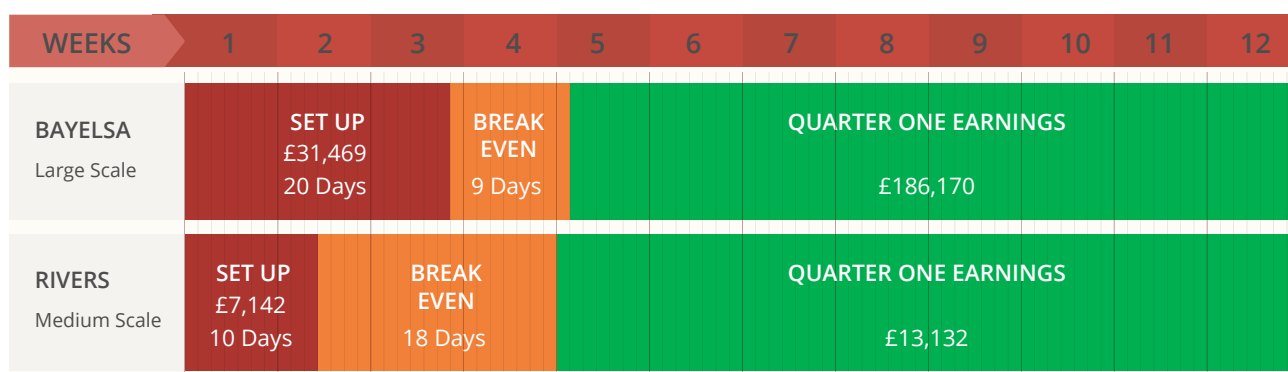 WEEKS 1 2 3 4 5 6 7 8 9 10 11 12
BAYELSA
Large Scale
SET UP
£31,469
20 Days
BREAK
EVEN
9 Days
QUARTER ONE EARNINGS
£186,170
RIVERS
Medium Scale
SET UP
£7,142
10 Days
BREAK
EVEN
18 Days
QUARTER ONE EARNINGS
£13,132